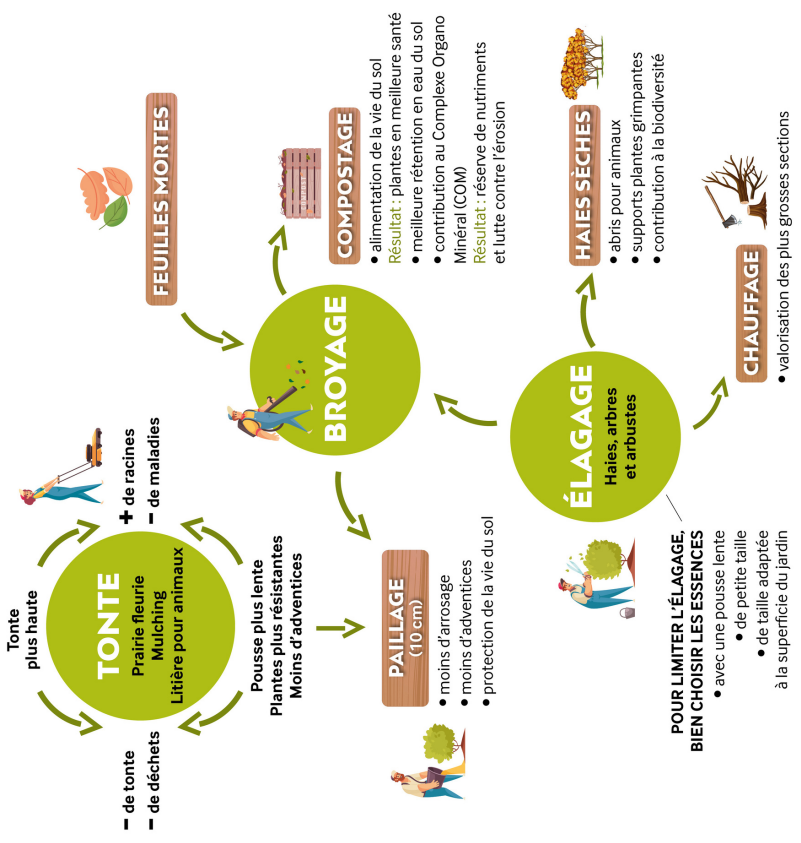 Tonte
plus haute
– de tonte
– de déchets
TONTE
Prairie fleurie
Mulching
Litière pour animaux
+ de racines
– de maladies
Pousse plus lente
Plantes plus résistantes
Moins d'adventices
FEUILLES MORTES
BROYAGE
COMPOST
COMPOSTAGE
• alimentation de la vie du sol
Résultat : plantes en meilleure santé
• meilleure rétention en eau du sol
• contribution au Complexe Organo
Minéral (COM)
Résultat : réserve de nutriments
et lutte contre l'érosion
PAILLAGE
(10 cm)
• moins d'arrosage
• moins d'adventices
• protection de la vie du sol
ÉLAGAGE
Haies, arbres
et arbustes
HAIES SÈCHES
• abris pour animaux
• supports plantes grimpantes
• contribution à la biodiversité
POUR LIMITER L'ÉLAGAGE,
BIEN CHOISIR LES ESSENCES
• avec une pousse lente
• de petite taille
• de taille adaptée
à la superficie du jardin
CHAUFFAGE
• valorisation des plus grosses sections